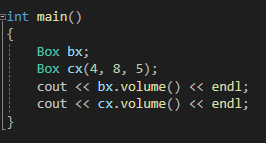 int main()
{
Box bx;
Box cx(4, 8, 5);
cout << bx.volume() << endl;
cout << cx.volume() << endl;
}